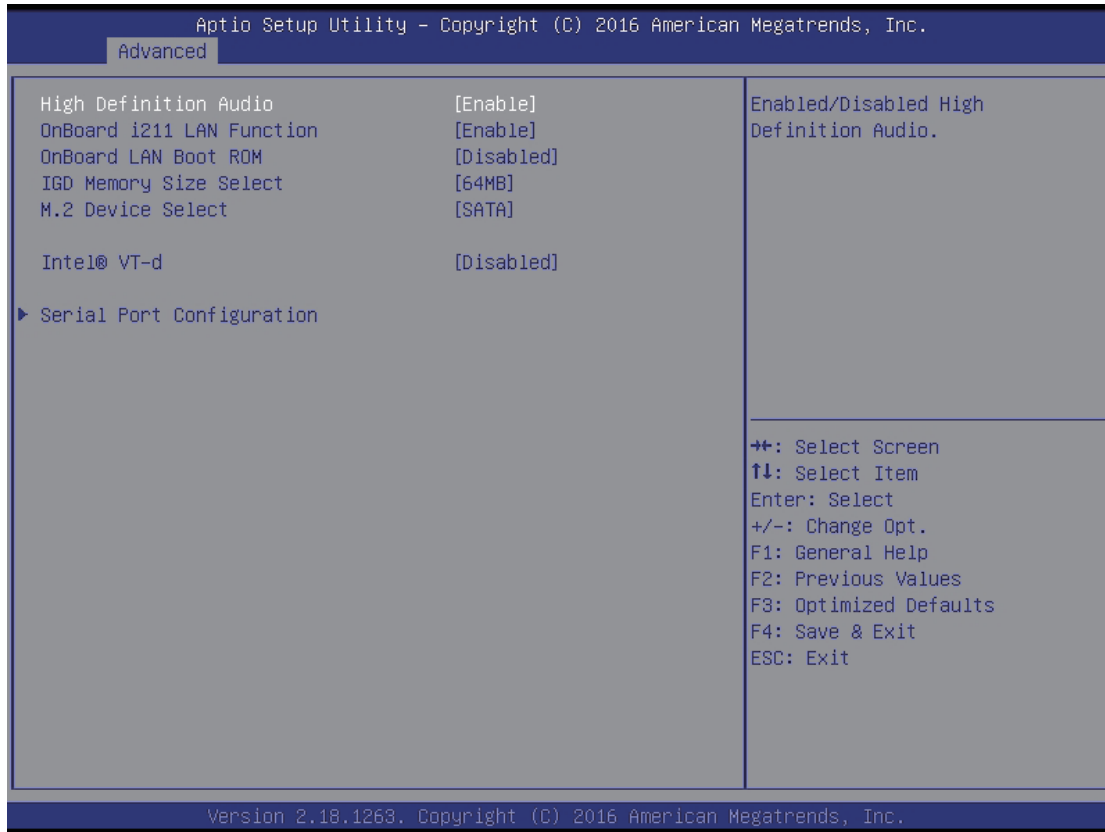 Aptio Setup Utility – Copyright (C) 2016 American Megatrends, Inc.
Advanced
High Definition Audio [Enable]
OnBoard i211 LAN Function [Enable]
OnBoard LAN Boot ROM [Disabled]
IGD Memory Size Select [64MB]
M.2 Device Select [SATA]
Intel® VT-d [Disabled]
▶ Serial Port Configuration
Enabled/Disabled High
Definition Audio.
→←: Select Screen
↑↓: Select Item
Enter: Select
+/-: Change Opt.
F1: General Help
F2: Previous Values
F3: Optimized Defaults
F4: Save & Exit
ESC: Exit
Version 2.18.1263. Copyright (C) 2016 American Megatrends, Inc.